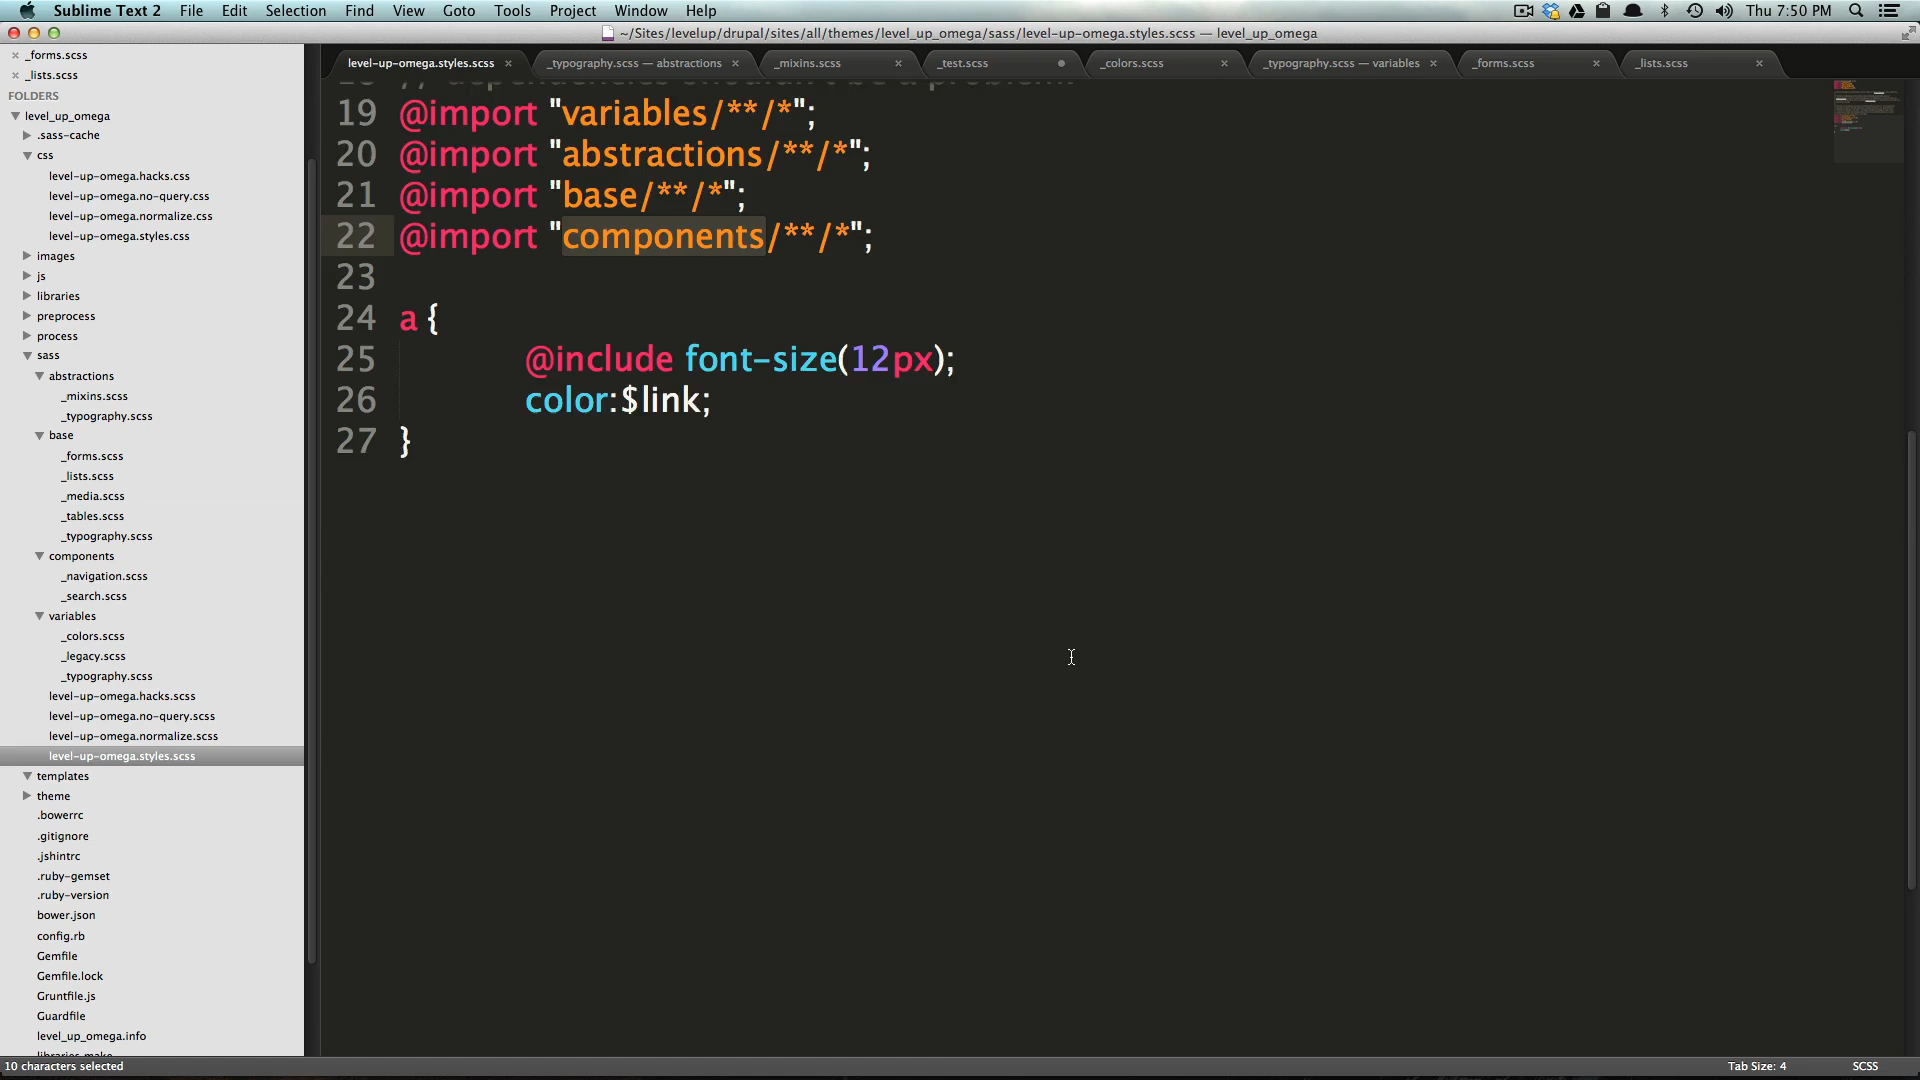 Sublime Text 2 File Edit Selection Find View Goto Tools Project Window Help Thu 7:50 PM
~/Sites/levelup/drupal/sites/all/themes/level_up_omega/sass/level-up-omega.styles.scss — level_up_omega
_forms.scss
_lists.scss
FOLDERS
level_up_omega
.sass-cache
css
level-up-omega.hacks.css
level-up-omega.no-query.css
level-up-omega.normalize.css
level-up-omega.styles.css
images
js
libraries
preprocess
process
sass
abstractions
_mixins.scss
_typography.scss
base
_forms.scss
_lists.scss
_media.scss
_tables.scss
_typography.scss
components
_navigation.scss
_search.scss
variables
_colors.scss
_legacy.scss
_typography.scss
level-up-omega.hacks.scss
level-up-omega.no-query.scss
level-up-omega.normalize.scss
level-up-omega.styles.scss
templates
theme
.bowerrc
.gitignore
.jshintrc
.ruby-gemset
.ruby-version
bower.json
config.rb
Gemfile
Gemfile.lock
Gruntfile.js
Guardfile
level_up_omega.info
libraries.make
level-up-omega.styles.scss _typography.scss — abstractions _mixins.scss _test.scss _colors.scss _typography.scss — variables _forms.scss _lists.scss
19 @import "variables/**/*";
20 @import "abstractions/**/*";
21 @import "base/**/*";
22 @import "components/**/*";
23
24 a {
25 @include font-size(12px);
26 color:$link;
27 }
10 characters selected Tab Size: 4 SCSS